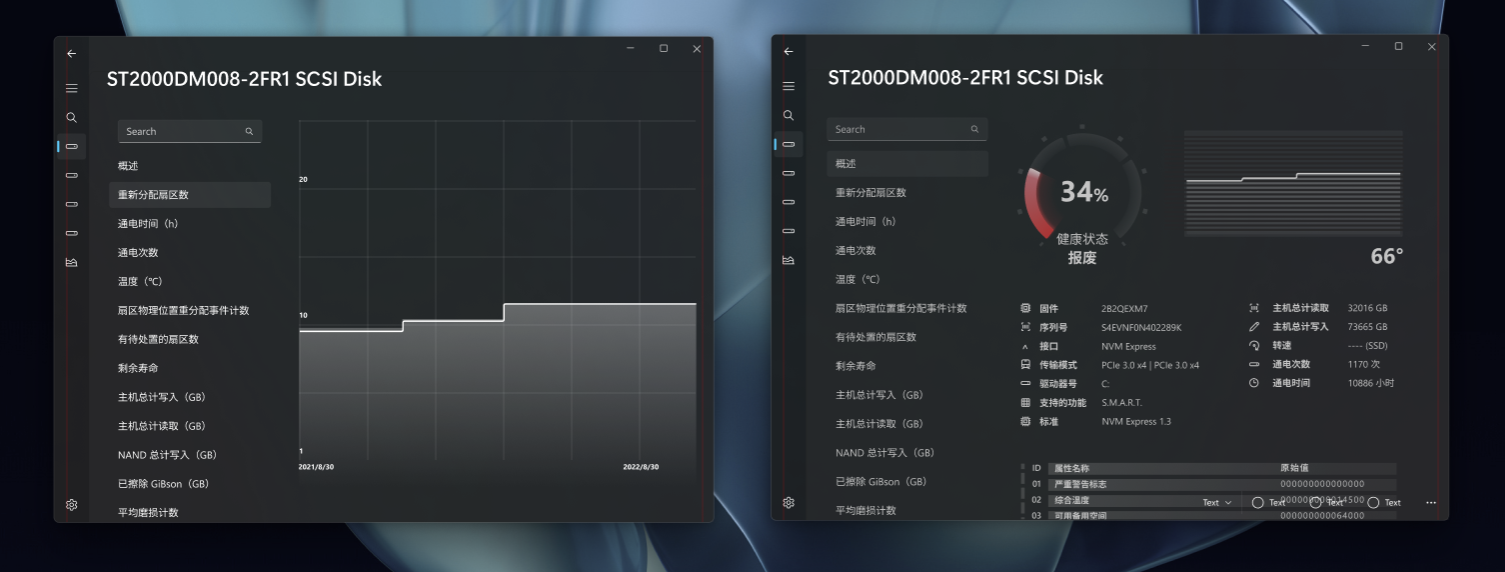 ST2000DM008-2FR1 SCSI Disk
Search
概述
重新分配扇区数
通电时间（h）
通电次数
温度（℃）
扇区物理位置重分配事件计数
有待处置的扇区数
剩余寿命
主机总计写入（GB）
主机总计读取（GB）
NAND 总计写入（GB）
已擦除 GiBson（GB）
平均磨损计数
20
10
1
2021/8/30
2022/8/30
ST2000DM008-2FR1 SCSI Disk
Search
概述
重新分配扇区数
通电时间（h）
通电次数
温度（℃）
扇区物理位置重分配事件计数
有待处置的扇区数
剩余寿命
主机总计写入（GB）
主机总计读取（GB）
NAND 总计写入（GB）
已擦除 GiBson（GB）
平均磨损计数
34%
健康状态
报废
66°
固件 2B2QEXM7
序列号 S4EVNF0N402289K
接口 NVM Express
传输模式 PCIe 3.0 x4 | PCIe 3.0 x4
驱动器号 C:
支持的功能 S.M.A.R.T.
标准 NVM Express 1.3
主机总计读取 32016 GB
主机总计写入 73665 GB
转速 ---- (SSD)
通电次数 1170 次
通电时间 10886 小时
ID 属性名称 原始值
01 严重警告标志 000000000000000
02 综合温度
03 可用备用空间 000000000064000
Text Text Text Text